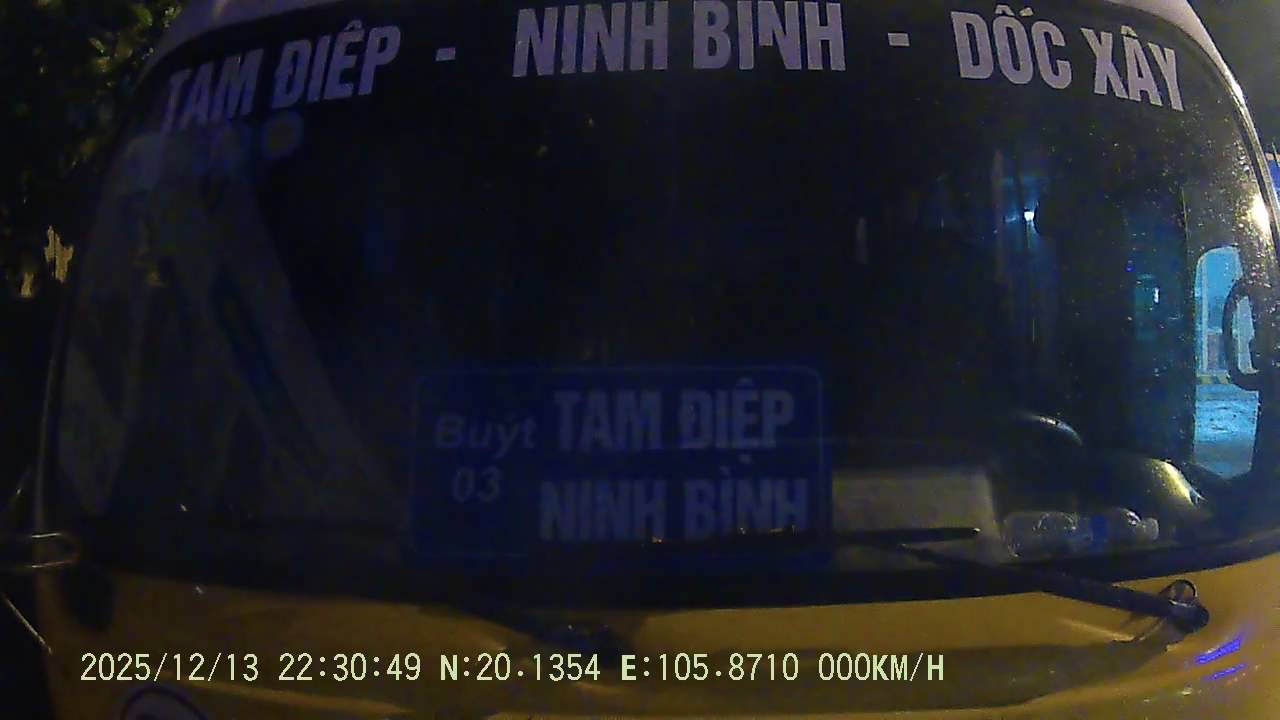 TAM ĐIỆP - NINH BÌNH - DỐC XÂY
Buyt TAM ĐIỆP
03 NINH BÌNH
2025/12/13 22:30:49 N:20.1354 E:105.8710 000KM/H